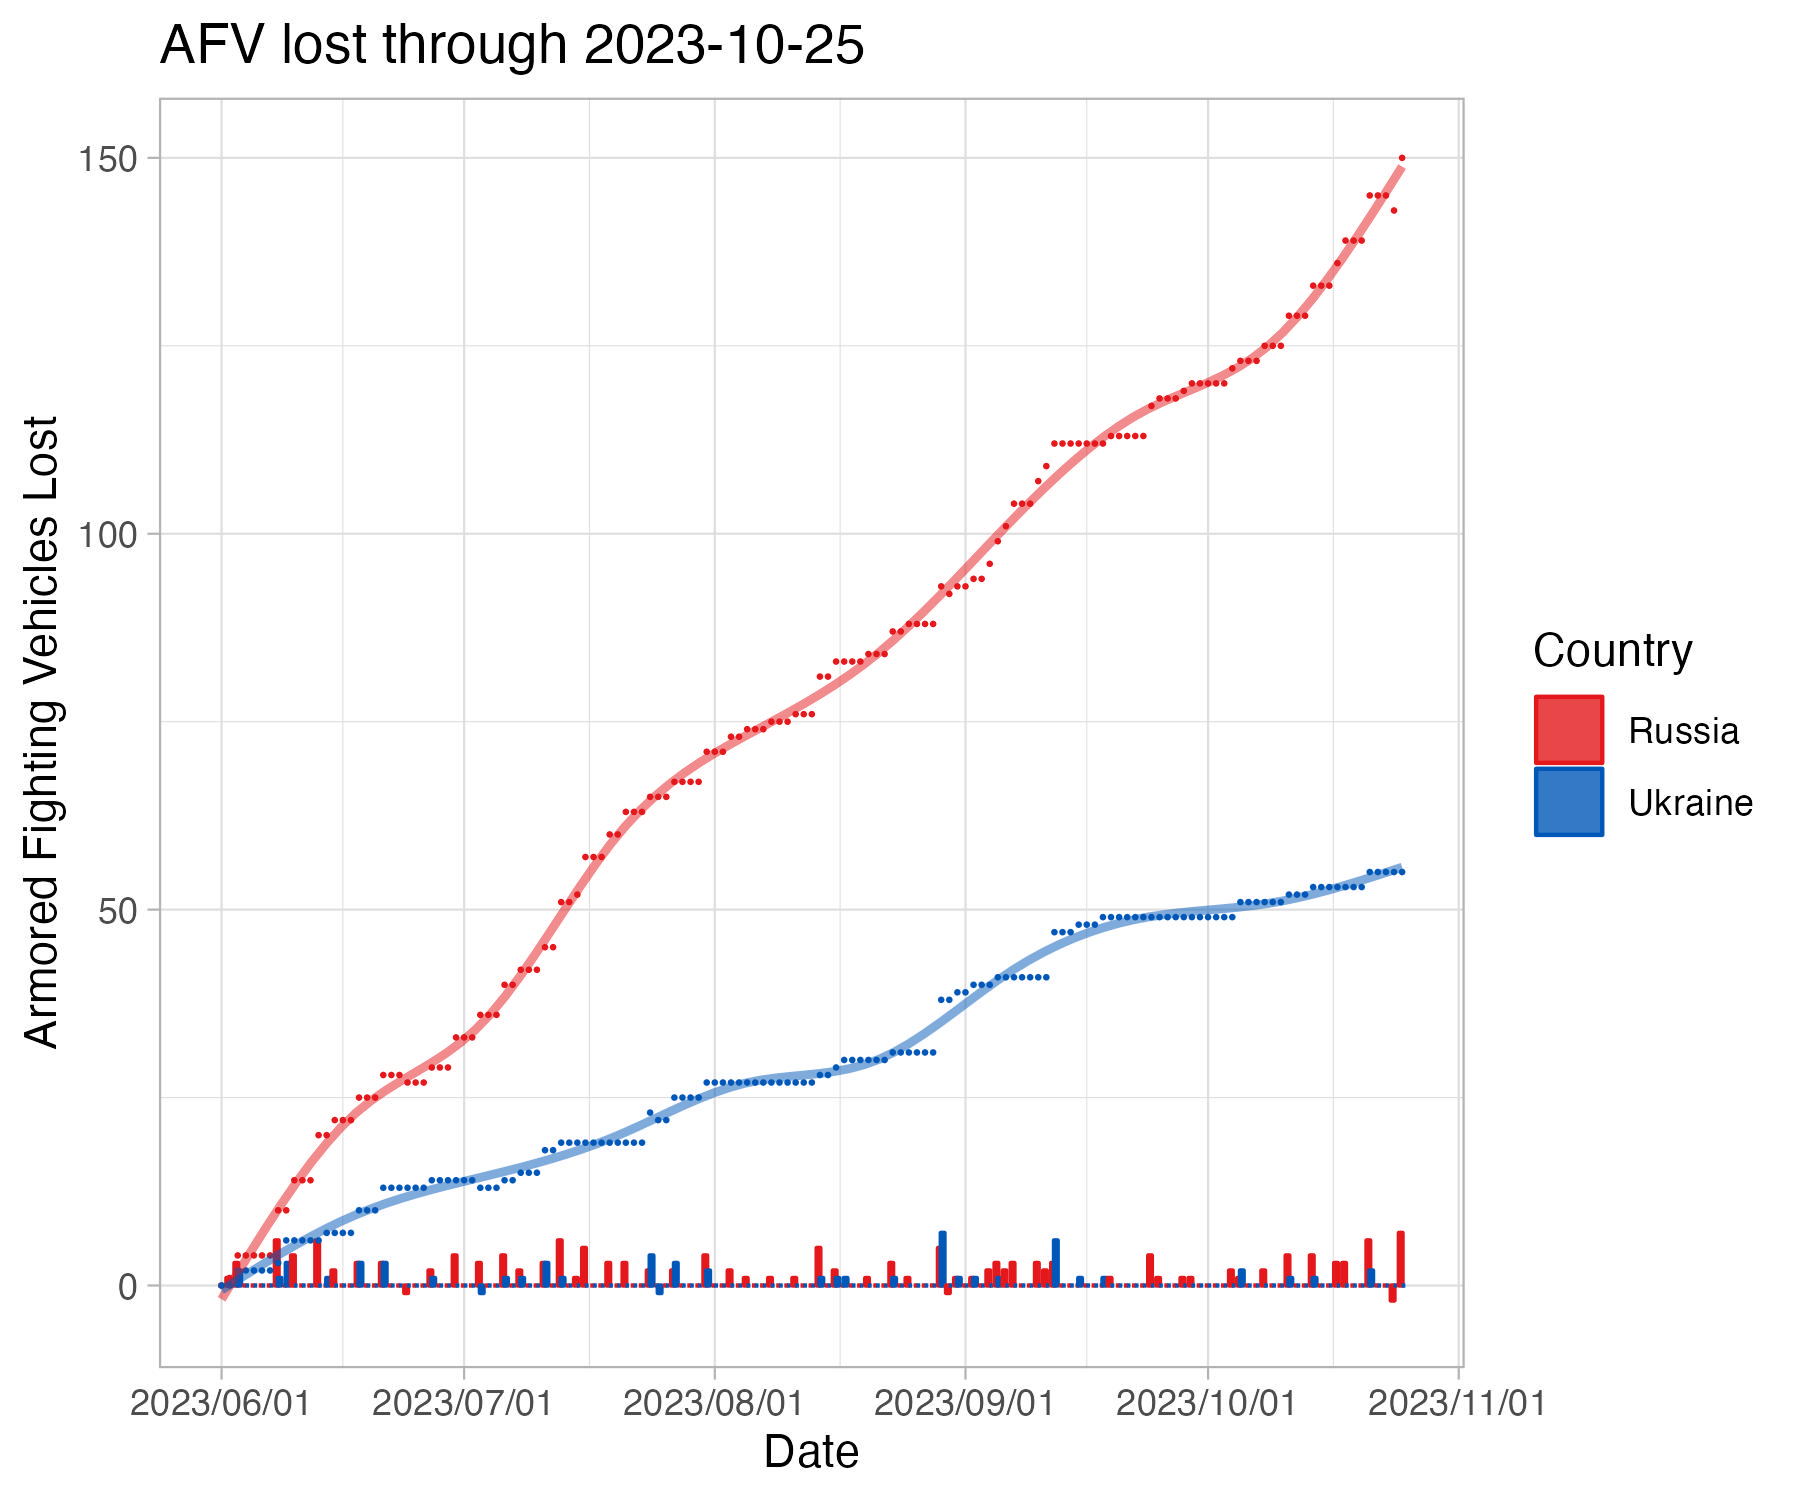 AFV lost through 2023-10-25
Armored Fighting Vehicles Lost
150
100
50
0
2023/06/01
2023/07/01
2023/08/01
2023/09/01
2023/10/01
2023/11/01
Date
Country
Russia
Ukraine